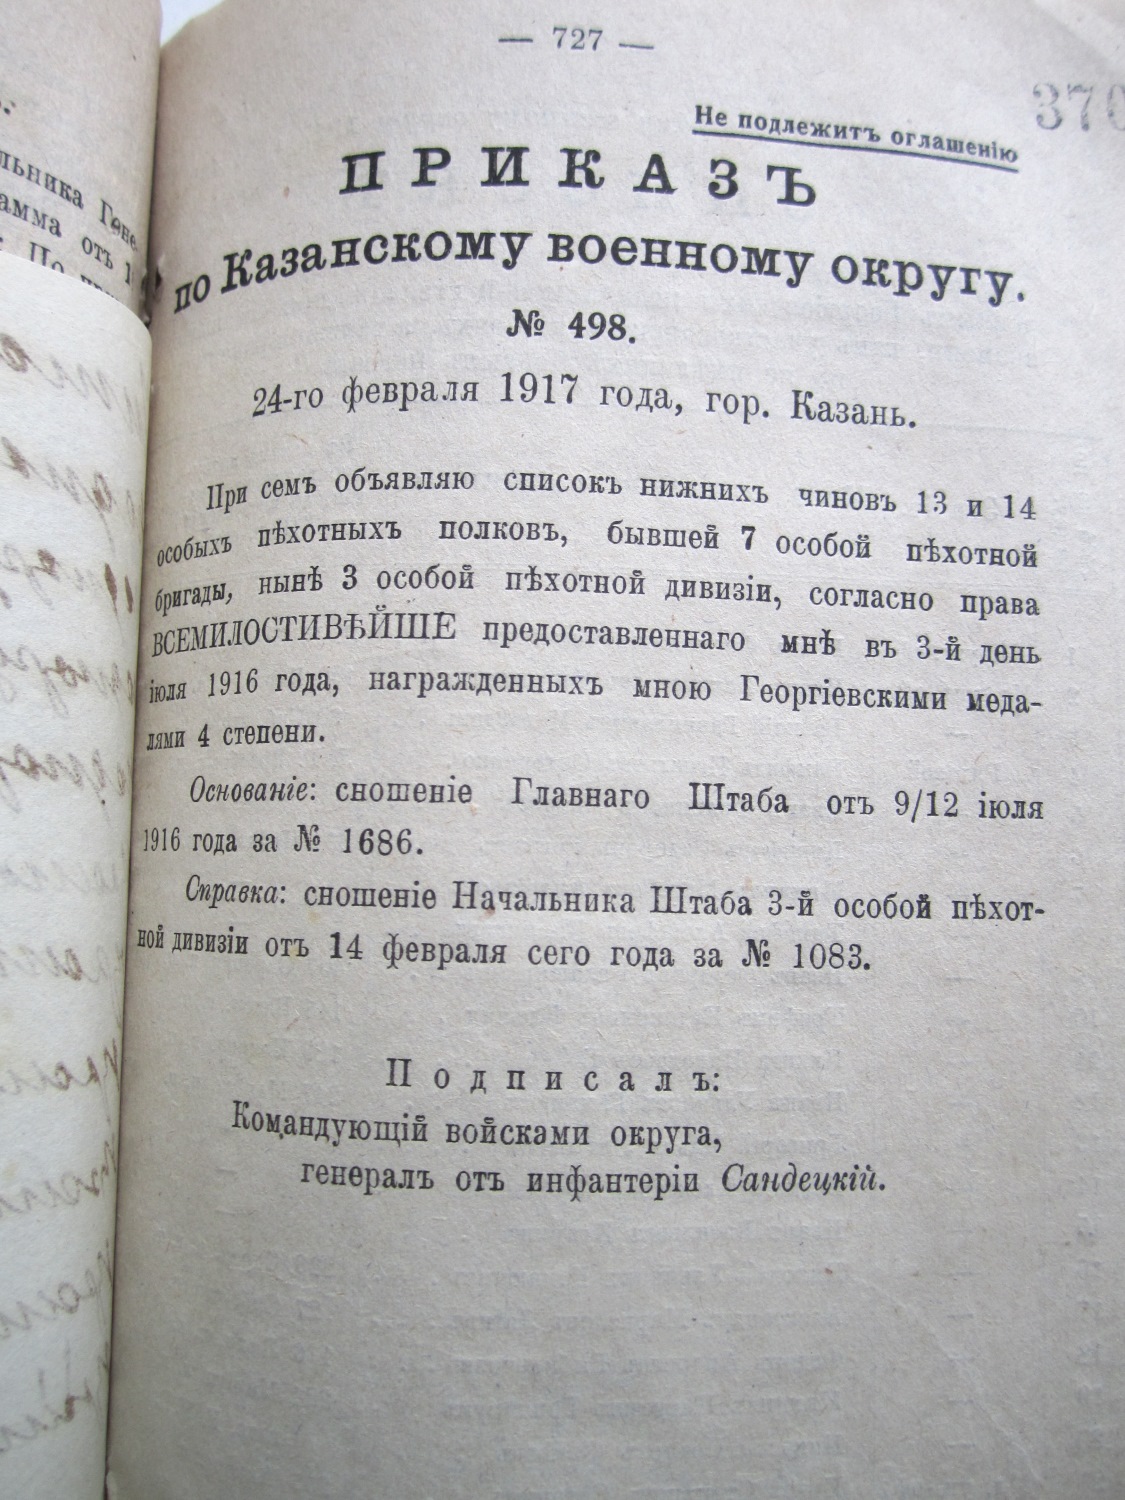 — 727 —
370
Не подлежитъ оглашенію
ПРИКАЗЪ
по Казанскому военному округу.
№ 498.
24-го февраля 1917 года, гор. Казань.
При семъ объявляю списокъ нижнихъ чиновъ 13 и 14
особыхъ пѣхотныхъ полковъ, бывшей 7 особой пѣхотной
бригады, нынѣ 3 особой пѣхотной дивизіи, согласно права
ВСЕМИЛОСТИВѢЙШЕ предоставленнаго мнѣ въ 3-й день
іюля 1916 года, награжденныхъ мною Георгіевскими меда-
лями 4 степени.
Основаніе: сношеніе Главнаго Штаба отъ 9/12 іюля
1916 года за № 1686.
Справка: сношеніе Начальника Штаба 3-й особой пѣхот-
ной дивизіи отъ 14 февраля сего года за № 1083.
Подписалъ:
Командующій войсками округа,
генералъ отъ инфантеріи Сандецкій.